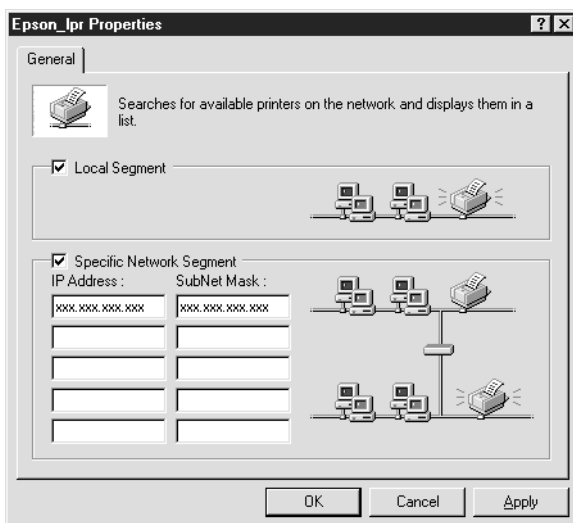 Epson_lpr Properties
?
General
Searches for available printers on the network and displays them in a
list.
Local Segment
Specific Network Segment
IP Address : SubNet Mask :
xxx.xxx.xxx.xxx xxx.xxx.xxx.xxx
OK Cancel Apply